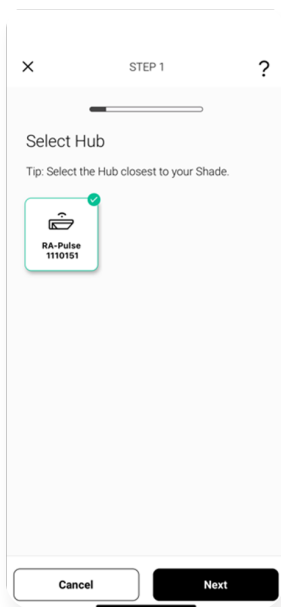 STEP 1
?
Select Hub
Tip: Select the Hub closest to your Shade.
RA-Pulse
1110151
Cancel
Next